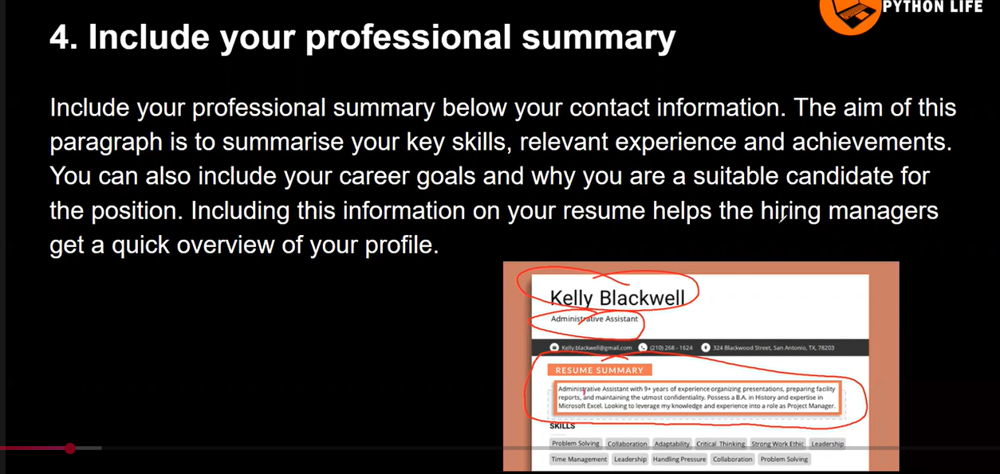 PYTHON LIFE
4. Include your professional summary
Include your professional summary below your contact information. The aim of this
paragraph is to summarise your key skills, relevant experience and achievements.
You can also include your career goals and why you are a suitable candidate for
the position. Including this information on your resume helps the hiring managers
get a quick overview of your profile.
Kelly Blackwell
Administrative Assistant
Kelly.blackwell@gmail.com (210) 268 - 1624 324 Blackwood Street, San Antonio, TX, 78203
RESUME SUMMARY
Administrative Assistant with 9+ years of experience organizing presentations, preparing facility
reports, and maintaining the utmost confidentiality. Possess a B.A. in History and expertise in
Microsoft Excel. Looking to leverage my knowledge and experience into a role as Project Manager.
SKILLS
Problem Solving Collaboration Adaptability Critical Thinking Strong Work Ethic Leadership
Time Management Leadership Handling Pressure Collaboration Problem Solving